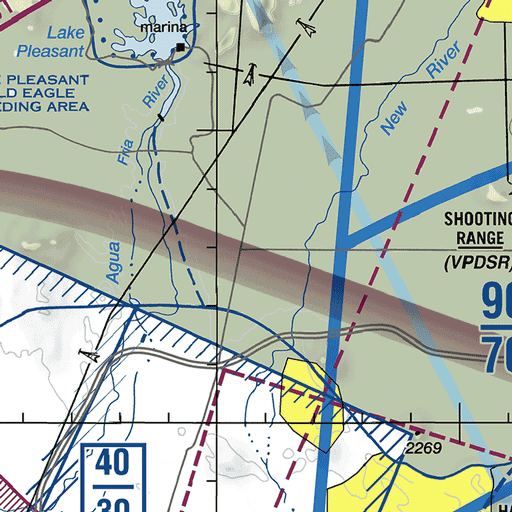 marina
Lake
Pleasant
PLEASANT
LD EAGLE
EDING AREA
River
Fria
Agua
River
New
SHOOTING
RANGE
(VPDSR)
90
70
2269
40
30